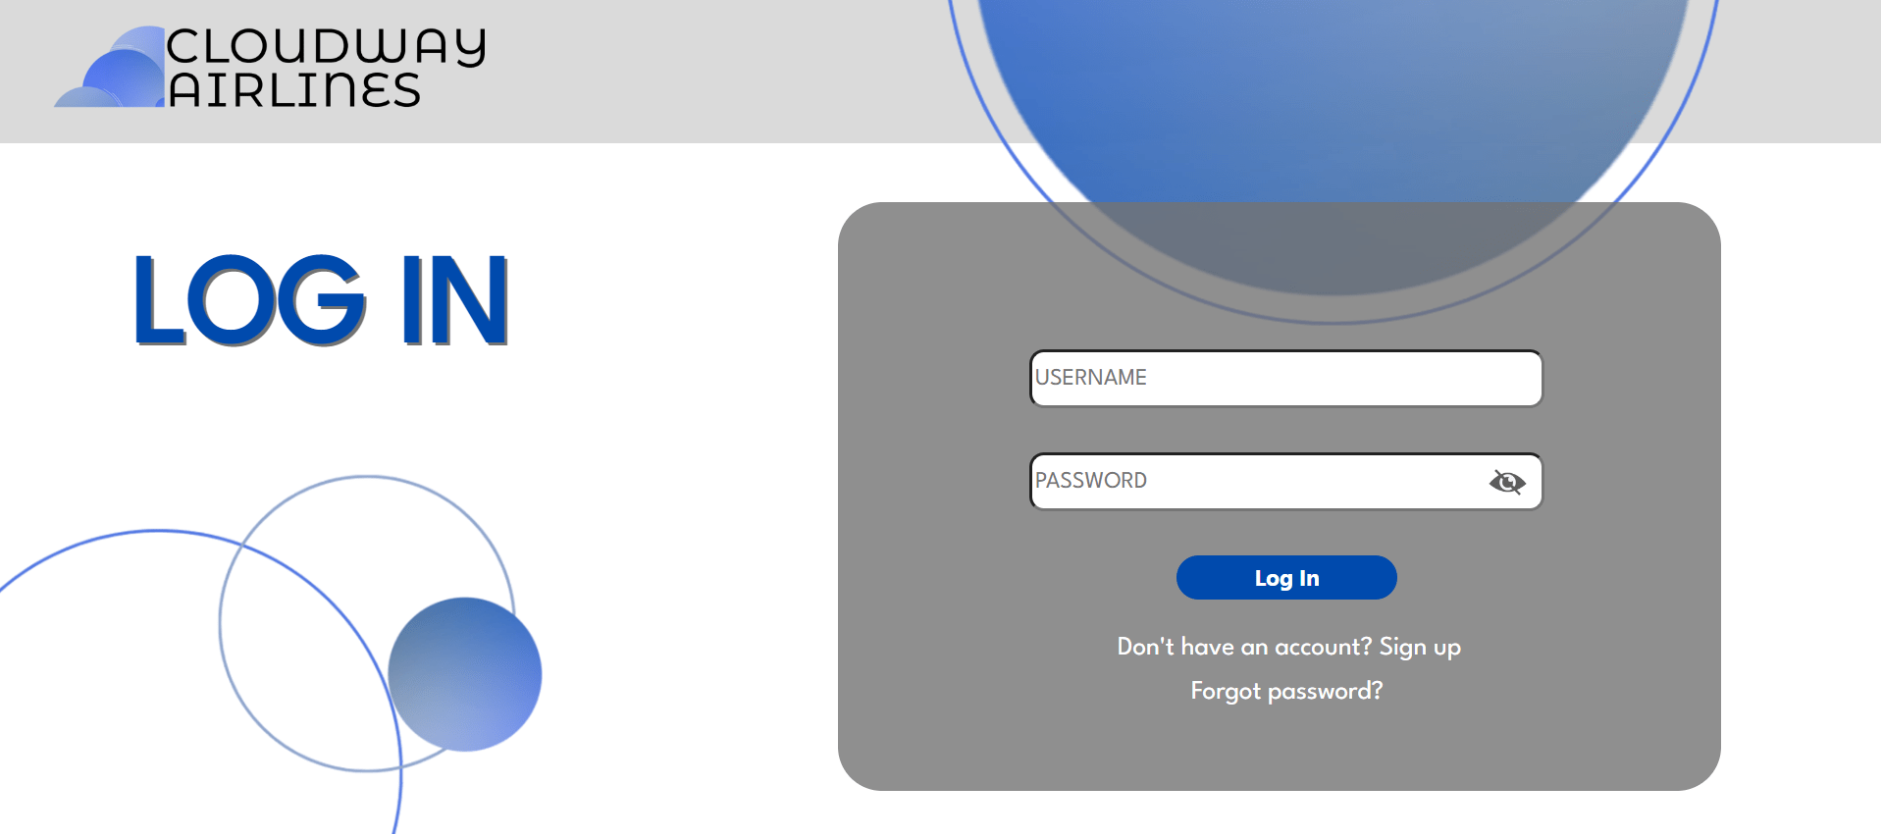 CLOUDWAY
AIRLINES
LOG IN
USERNAME
PASSWORD
Log In
Don't have an account? Sign up
Forgot password?